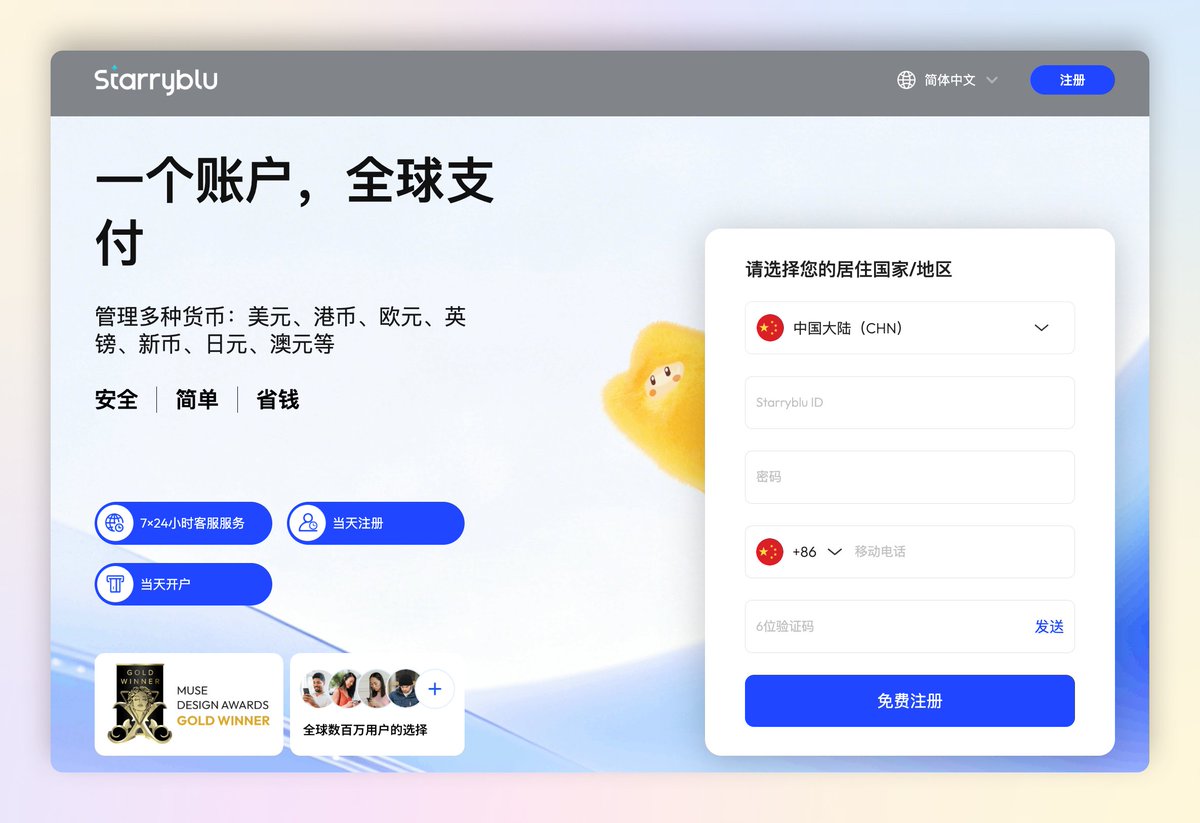 Starryblu
简体中文
注册
一个账户，全球支
付
管理多种货币：美元、港币、欧元、英
镑、新币、日元、澳元等
安全
简单
省钱
7×24小时客服服务
当天注册
当天开户
GOLD
WINNER
MUSE
DESIGN AWARDS
GOLD WINNER
全球数百万用户的选择
请选择您的居住国家/地区
中国大陆（CHN）
Starryblu ID
密码
+86
移动电话
6位验证码
发送
免费注册